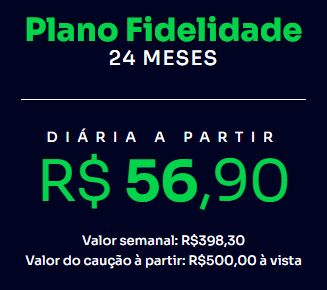 Plano Fidelidade
24 MESES
DIÁRIA A PARTIR
R$ 56,90
Valor semanal: R$398,30
Valor do caução à partir: R$500,00 à vista